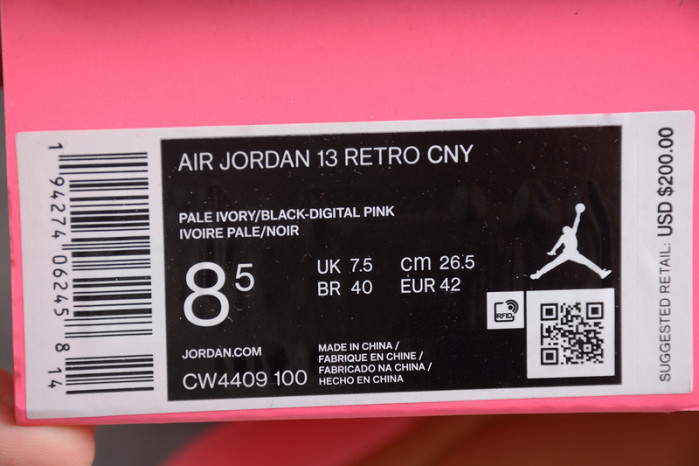 AIR JORDAN 13 RETRO CNY
PALE IVORY/BLACK-DIGITAL PINK
IVOIRE PALE/NOIR
8 5
UK 7.5 cm 26.5
BR 40 EUR 42
RFID
JORDAN.COM
CW4409 100
MADE IN CHINA /
FABRIQUE EN CHINE /
FABRICADO NA CHINA /
HECHO EN CHINA
1 94274 06245 8 14
SUGGESTED RETAIL: USD $200.00